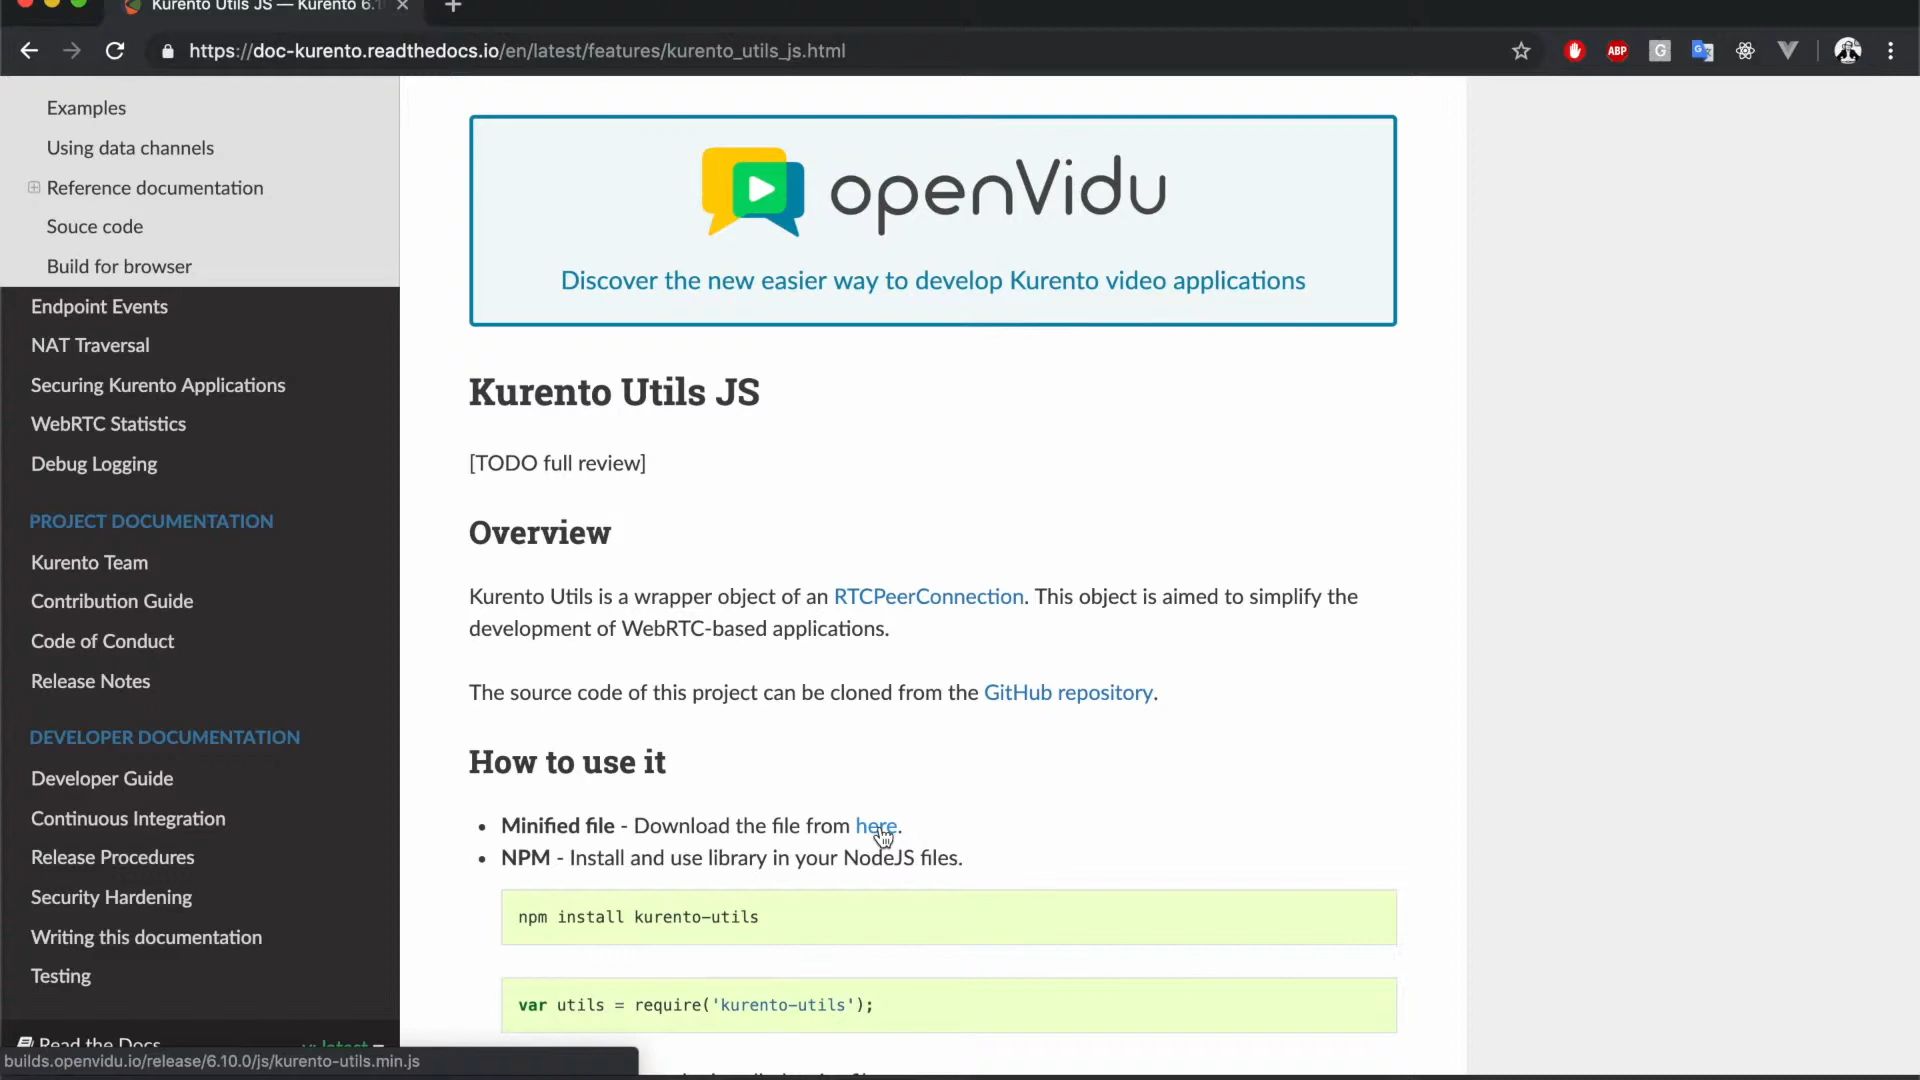 Kurento Utils JS — Kurento 6.1
https://doc-kurento.readthedocs.io/en/latest/features/kurento_utils_js.html
ABP
G
G
Examples
Using data channels
Reference documentation
Souce code
Build for browser
Endpoint Events
NAT Traversal
Securing Kurento Applications
WebRTC Statistics
Debug Logging
PROJECT DOCUMENTATION
Kurento Team
Contribution Guide
Code of Conduct
Release Notes
DEVELOPER DOCUMENTATION
Developer Guide
Continuous Integration
Release Procedures
Security Hardening
Writing this documentation
Testing
Read the Docs
v: latest
builds.openvidu.io/release/6.10.0/js/kurento-utils.min.js
openVidu
Discover the new easier way to develop Kurento video applications
Kurento Utils JS
[TODO full review]
Overview
Kurento Utils is a wrapper object of an RTCPeerConnection. This object is aimed to simplify the
development of WebRTC-based applications.
The source code of this project can be cloned from the GitHub repository.
How to use it
• Minified file - Download the file from here.
• NPM - Install and use library in your NodeJS files.
npm install kurento-utils
var utils = require('kurento-utils');